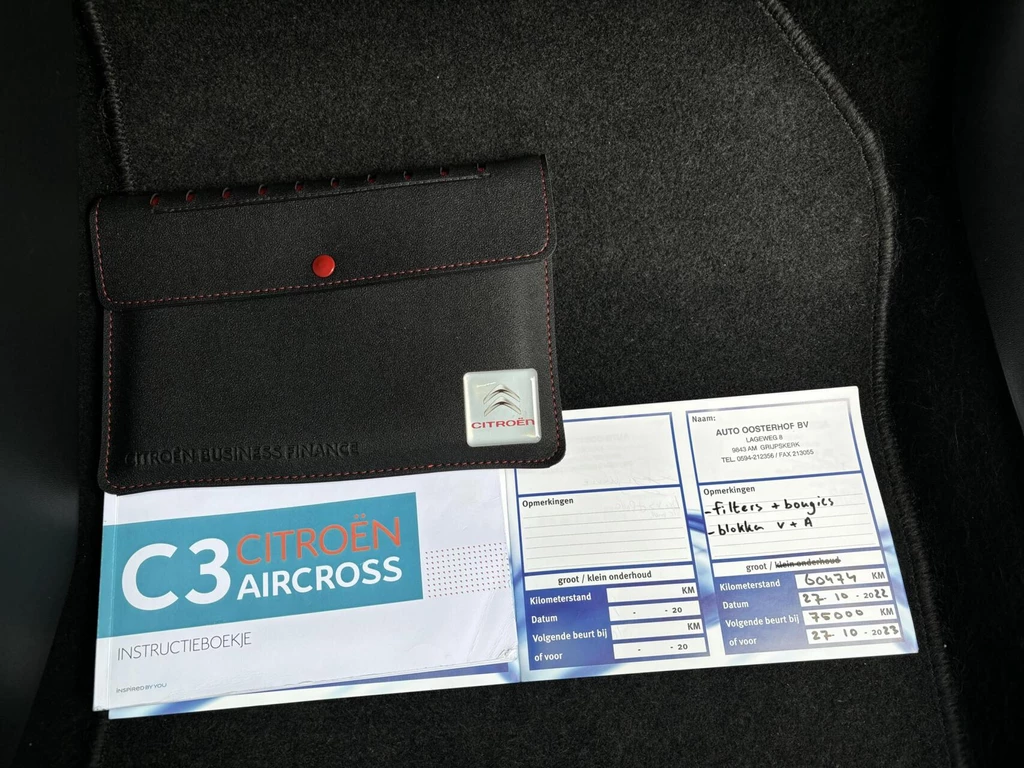 CITROËN
CITROËN BUSINESS FINANCE
C3 CITROËN
AIRCROSS
INSTRUCTIEBOEKJE
INSPIRED BY YOU
Opmerkingen
groot / klein onderhoud
Kilometerstand KM
Datum - - 20
Volgende beurt bij KM
of voor - - 20
Naam:
AUTO OOSTERHOF BV
LAGEWEG 8
9843 AM GRIJPSKERK
TEL. 0594-212356 / FAX 213055
Opmerkingen
- filters + bougies
- blokka v + A
groot / klein onderhoud
Kilometerstand 60474 KM
Datum 27 - 10 - 2022
Volgende beurt bij 75000 KM
of voor 27 - 10 - 2023